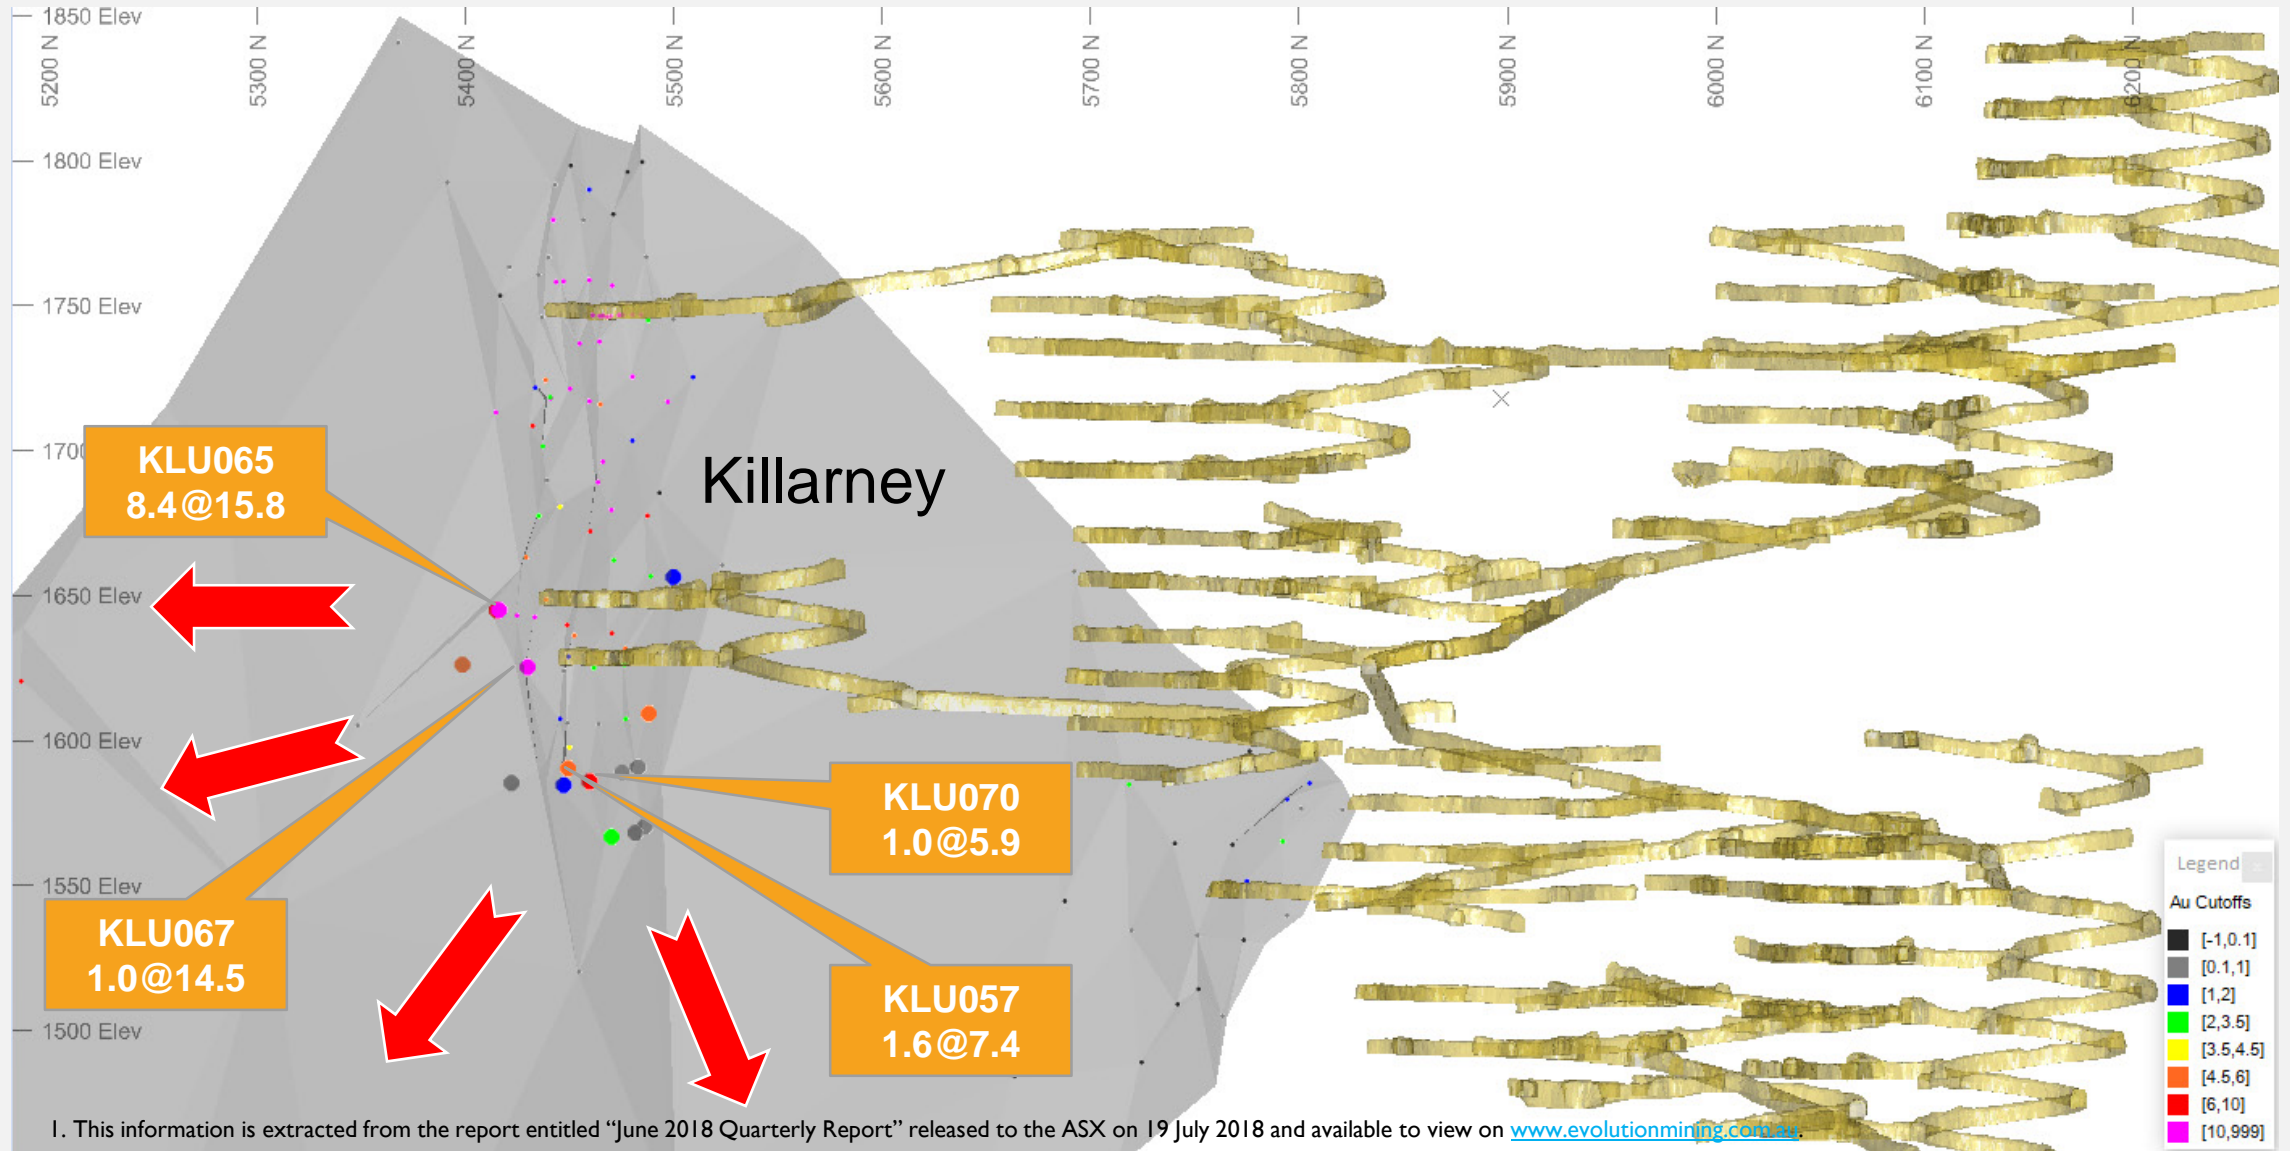 1850 Elev
5200 N
5300 N
5400 N
5500 N
5600 N
5700 N
5800 N
5900 N
6000 N
6100 N
6200 N
1800 Elev
1750 Elev
1700
KLU065
8.4@15.8
Killarney
1650 Elev
1600 Elev
KLU070
1.0@5.9
1550 Elev
KLU067
1.0@14.5
KLU057
1.6@7.4
1500 Elev
Legend
Au Cutoffs
[-1,0.1]
[0.1,1]
[1,2]
[2,3.5]
[3.5,4.5]
[4.5,6]
[6,10]
[10,999]
1. This information is extracted from the report entitled “June 2018 Quarterly Report” released to the ASX on 19 July 2018 and available to view on www.evolutionmining.com.au.